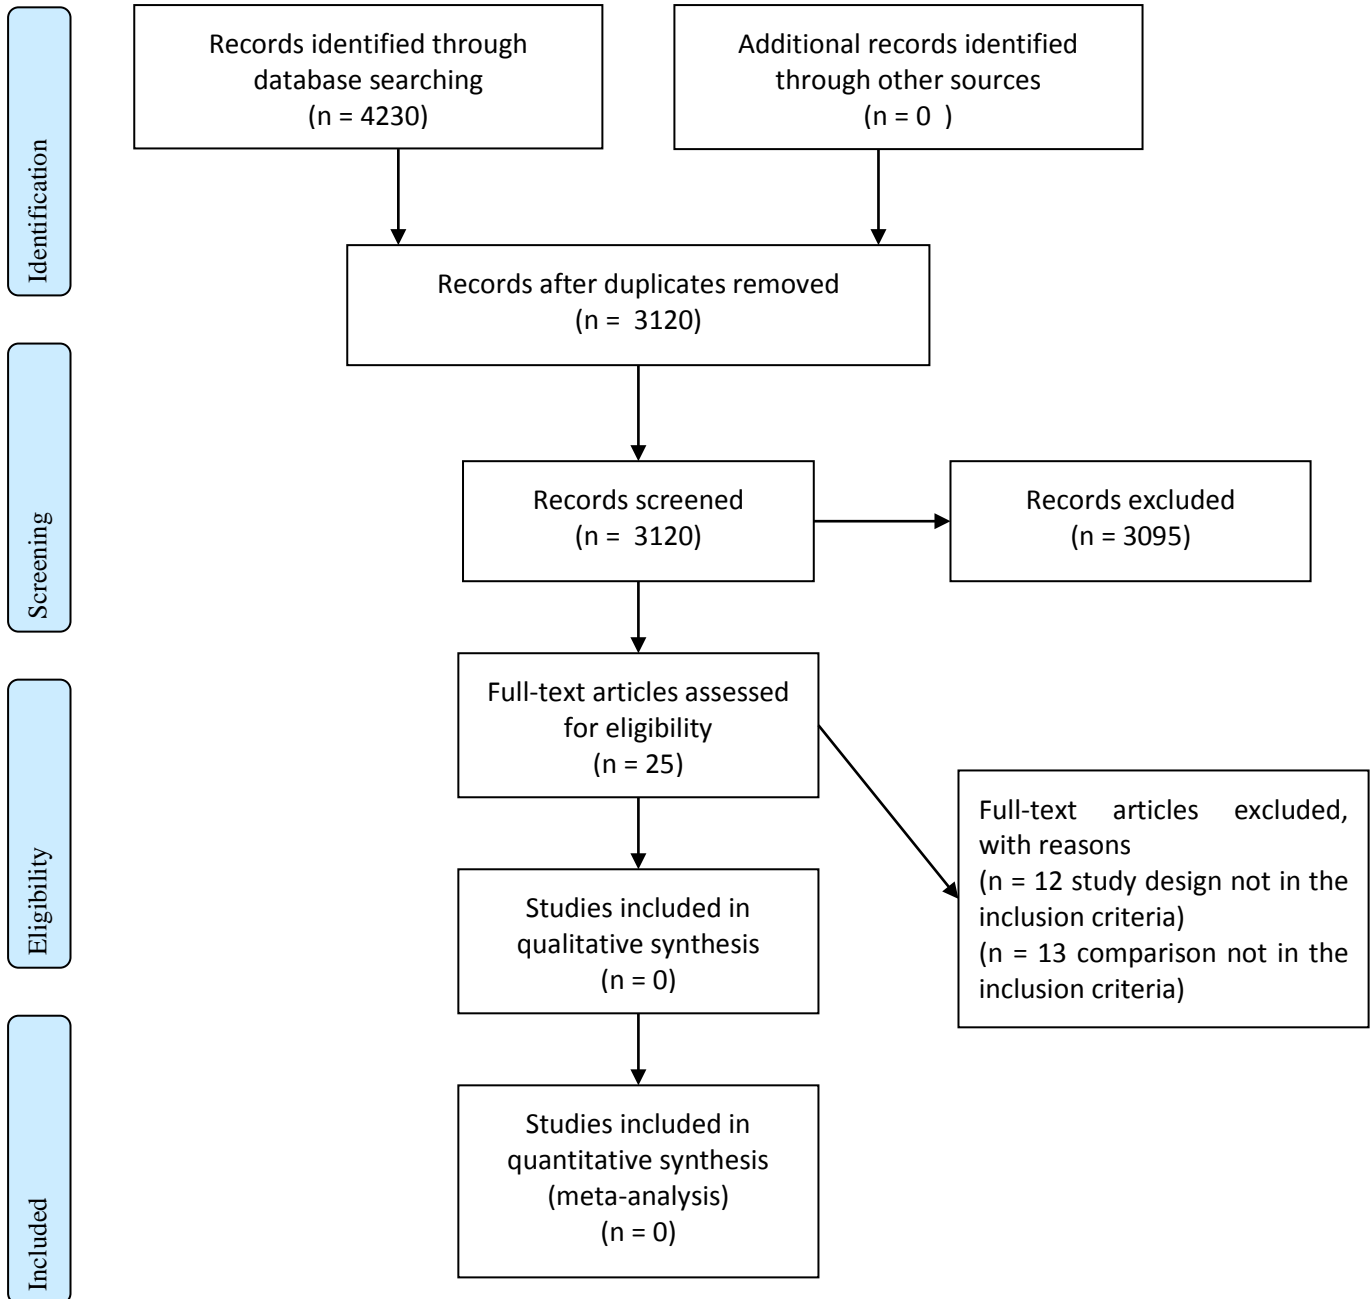 Identification
Records identified through
database searching
(n = 4230)
Additional records identified
through other sources
(n = 0 )
Records after duplicates removed
(n = 3120)
Screening
Records screened
(n = 3120)
Records excluded
(n = 3095)
Eligibility
Full-text articles assessed
for eligibility
(n = 25)
Full-text articles excluded,
with reasons
(n = 12 study design not in the
inclusion criteria)
(n = 13 comparison not in the
inclusion criteria)
Studies included in
qualitative synthesis
(n = 0)
Included
Studies included in
quantitative synthesis
(meta-analysis)
(n = 0)